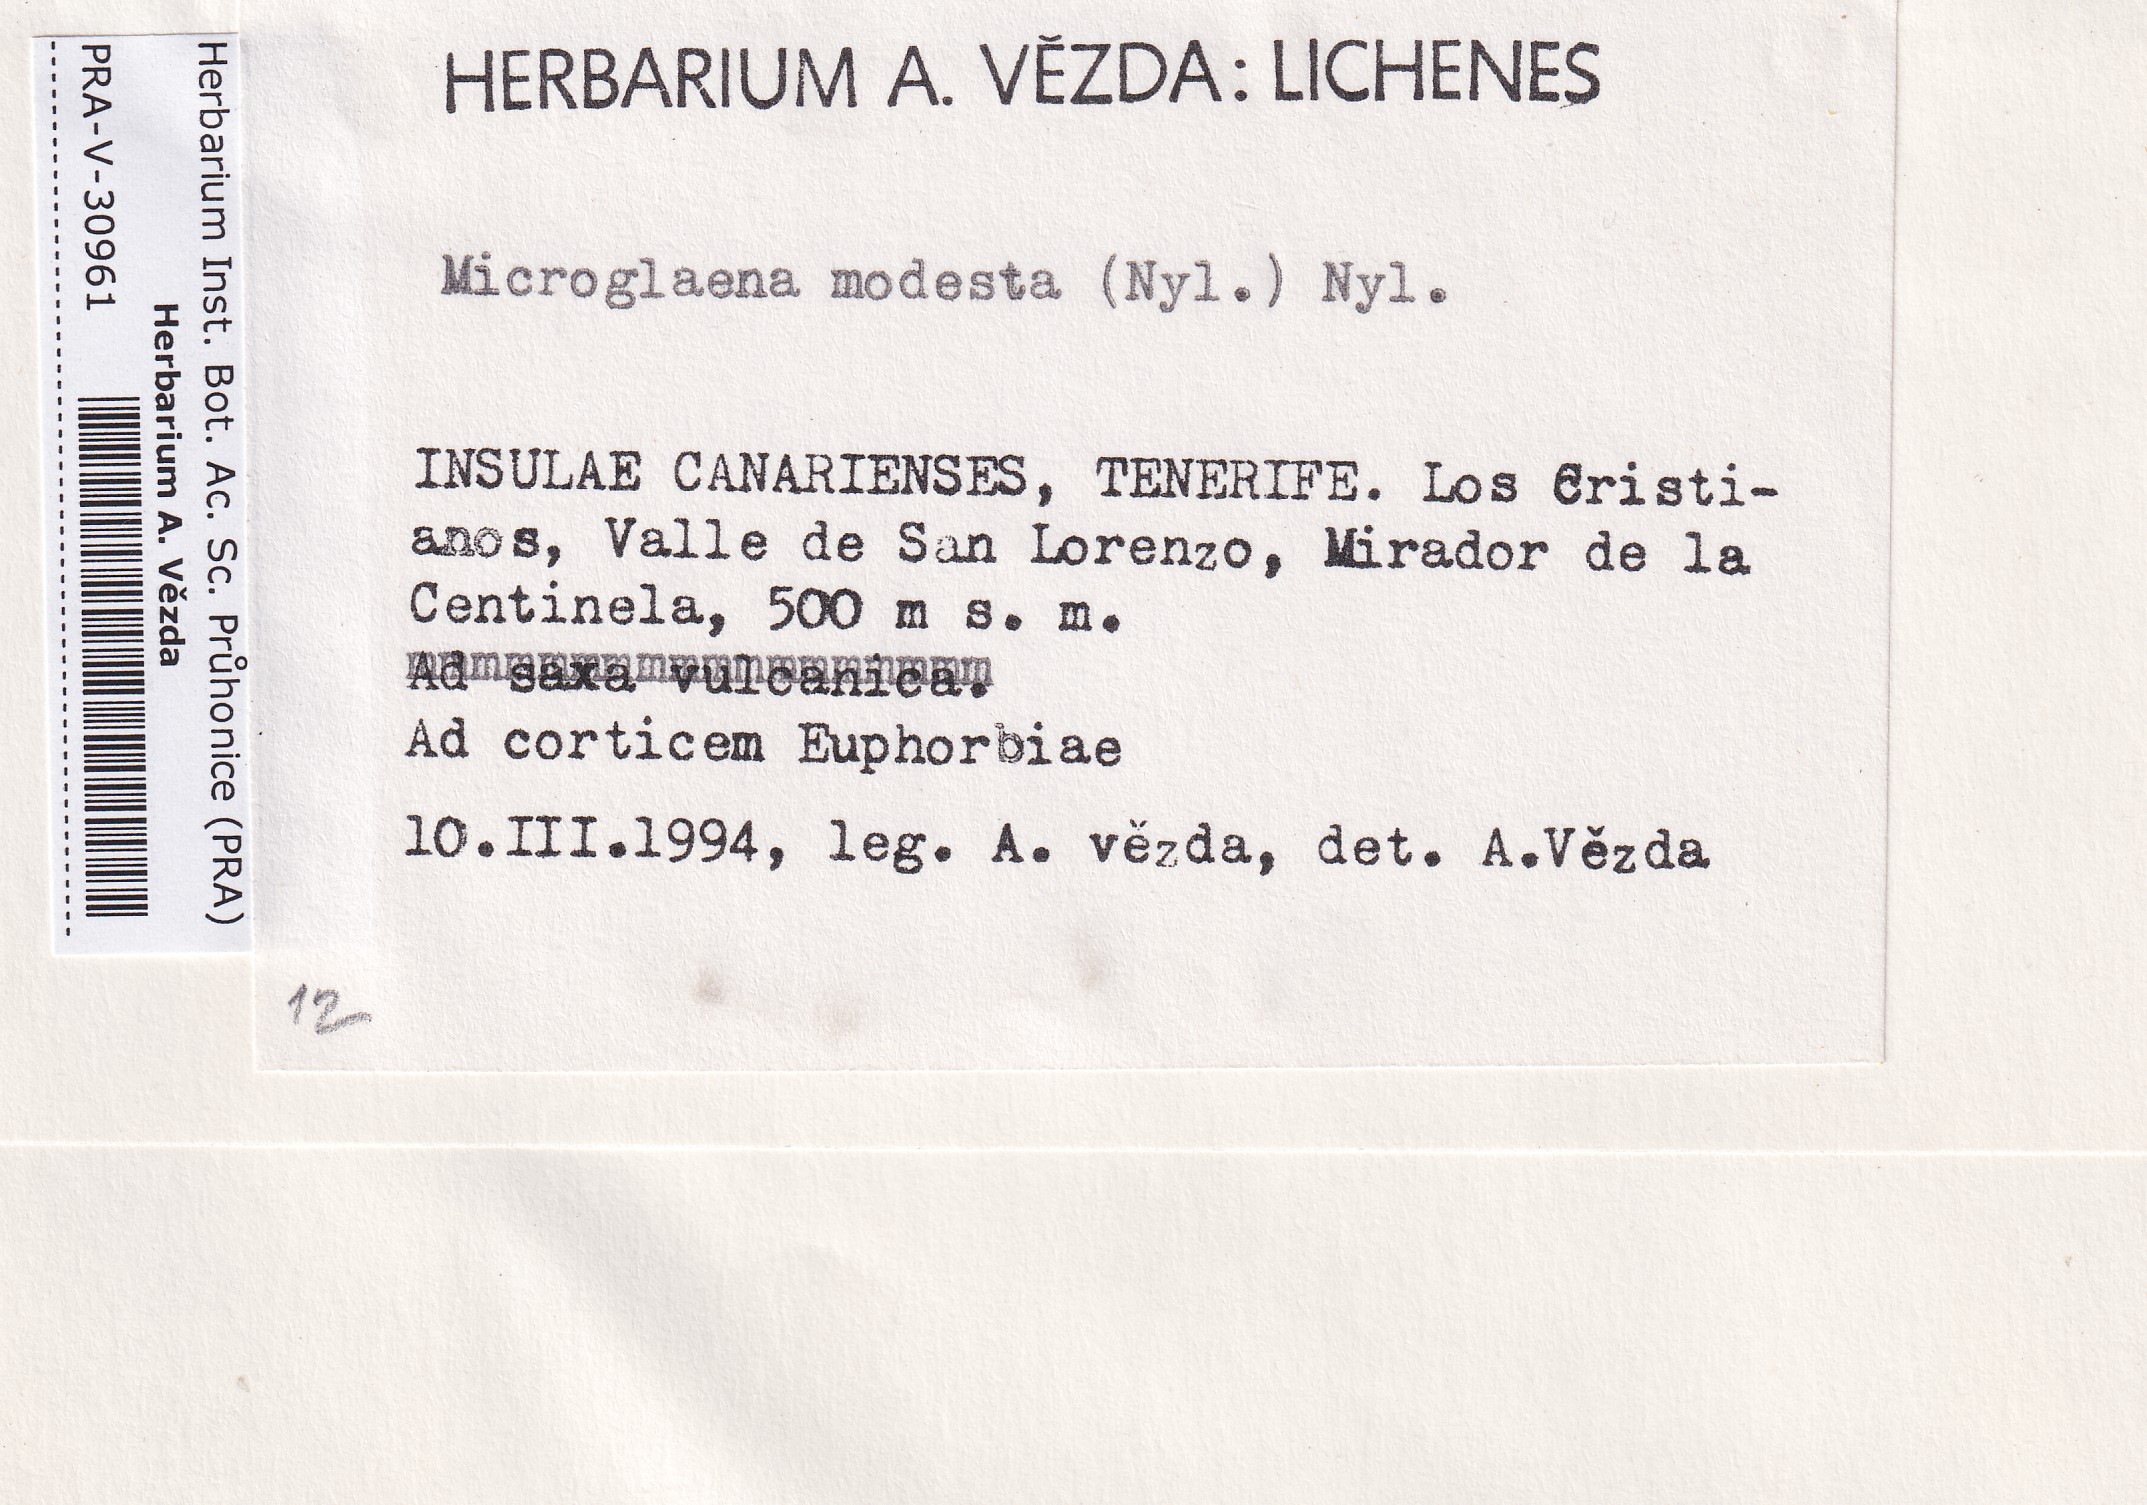 HERBARIUM A. VĚZDA: LICHENES
Microglaena modesta (Nyl.) Nyl.
INSULAE CANARIENSES, TENERIFE. Los Cristi-
anos, Valle de San Lorenzo, Mirador de la
Centinela, 500 m s. m.
Ad saxa vulcanica.
Ad corticem Euphorbiae
10.III.1994, leg. A. vězda, det. A.Vězda
12
Herbarium Inst. Bot. Ac. Sc. Průhonice (PRA)
Herbarium A. Vězda
PRA-V-30961